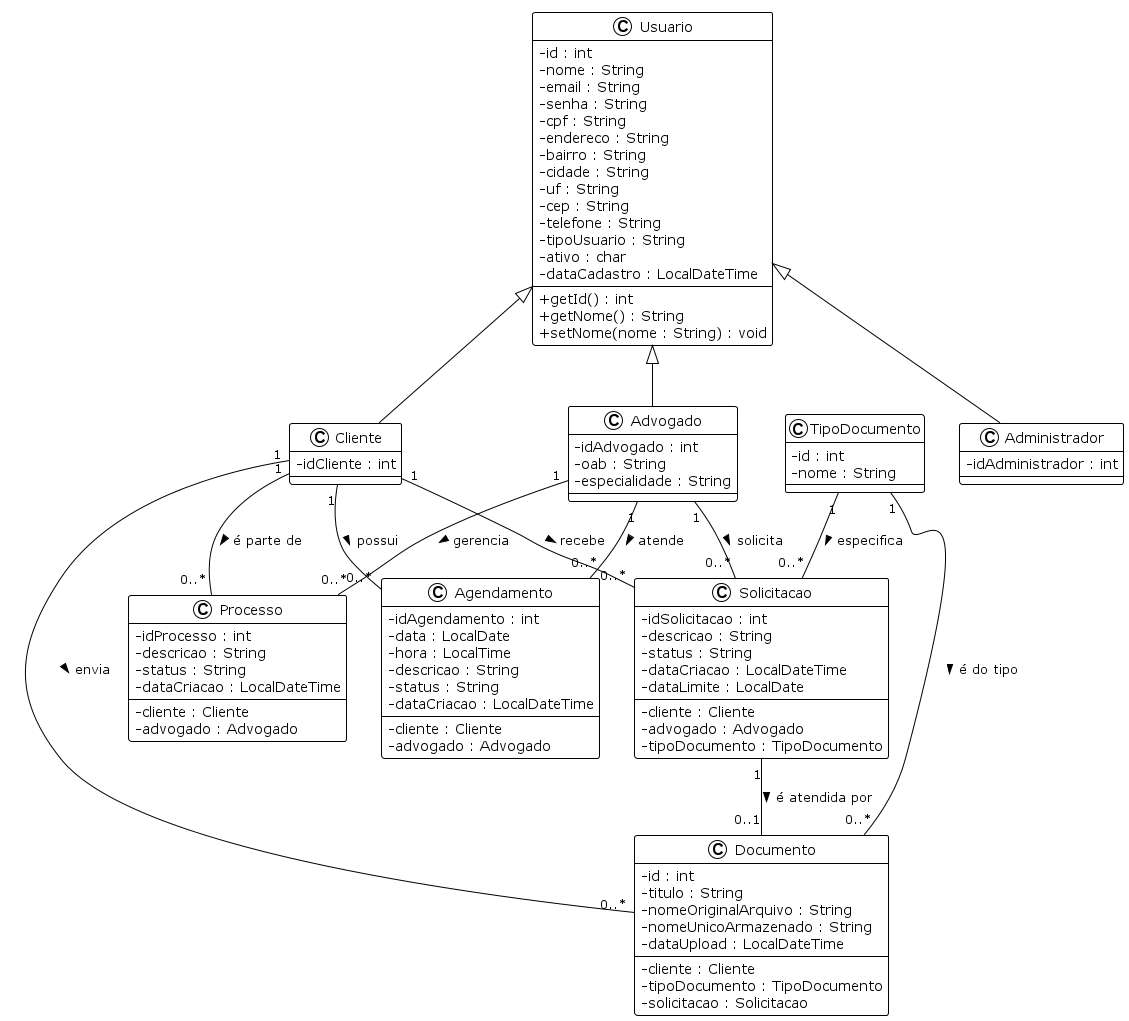 C Usuario
-id : int
-nome : String
-email : String
-senha : String
-cpf : String
-endereco : String
-bairro : String
-cidade : String
-uf : String
-cep : String
-telefone : String
-tipoUsuario : String
-ativo : char
-dataCadastro : LocalDateTime
+getId() : int
+getNome() : String
+setNome(nome : String) : void
C Cliente
-idCliente : int
C Advogado
-idAdvogado : int
-oab : String
-especialidade : String
C TipoDocumento
-id : int
-nome : String
C Administrador
-idAdministrador : int
1
1
1
1
1
1
1
1
1
é parte de
possui
gerencia
recebe
atende
solicita
especifica
0..*
0..*
0..*
0..*
0..*
0..*
0..*
C Processo
-idProcesso : int
-descricao : String
-status : String
-dataCriacao : LocalDateTime
-cliente : Cliente
-advogado : Advogado
C Agendamento
-idAgendamento : int
-data : LocalDate
-hora : LocalTime
-descricao : String
-status : String
-dataCriacao : LocalDateTime
-cliente : Cliente
-advogado : Advogado
C Solicitacao
-idSolicitacao : int
-descricao : String
-status : String
-dataCriacao : LocalDateTime
-dataLimite : LocalDate
-cliente : Cliente
-advogado : Advogado
-tipoDocumento : TipoDocumento
envia
é do tipo
1
é atendida por
0..1
0..*
0..*
C Documento
-id : int
-titulo : String
-nomeOriginalArquivo : String
-nomeUnicoArmazenado : String
-dataUpload : LocalDateTime
-cliente : Cliente
-tipoDocumento : TipoDocumento
-solicitacao : Solicitacao